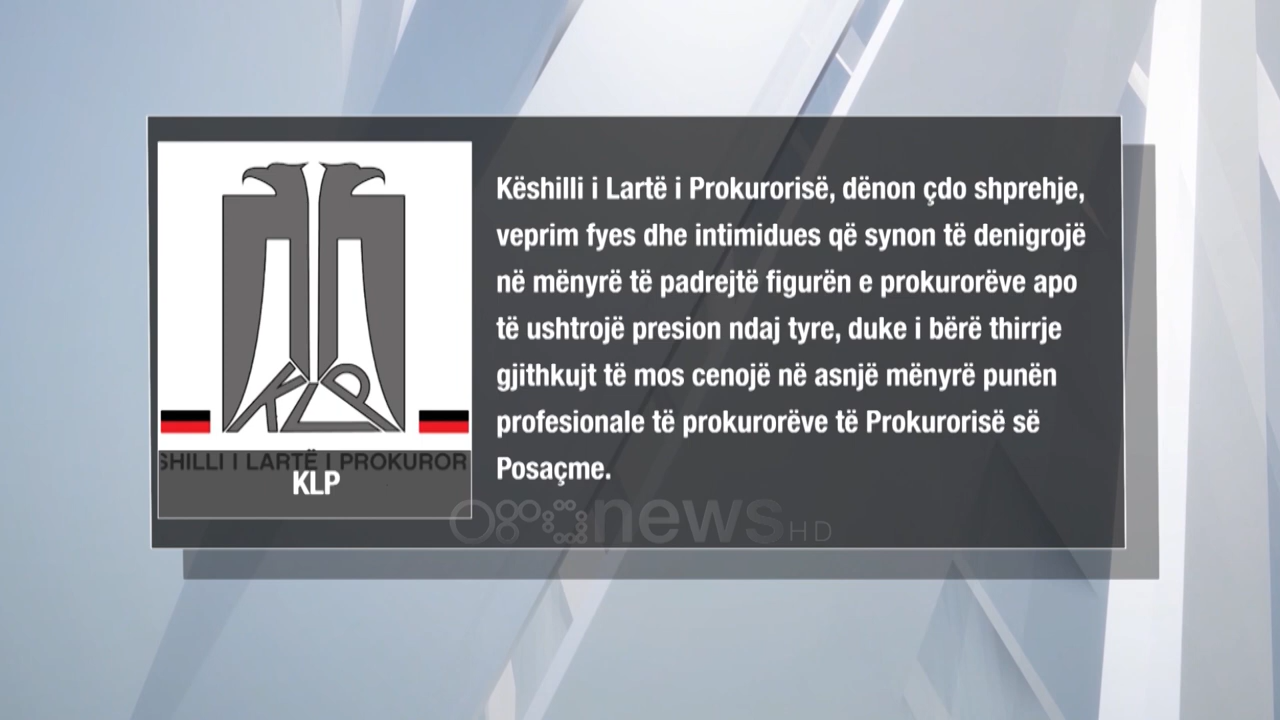 Këshilli i Lartë i Prokurorisë, dënon çdo shprehje,
veprim fyes dhe intimidues që synon të denigrojë
në mënyrë të padrejtë figurën e prokurorëve apo
të ushtrojë presion ndaj tyre, duke i bërë thirrje
gjithkujt të mos cenojë në asnjë mënyrë punën
profesionale të prokurorëve të Prokurorisë së
Posaçme.
KLP
SHILLI I LARTË I PROKUROR
KLP
news HD